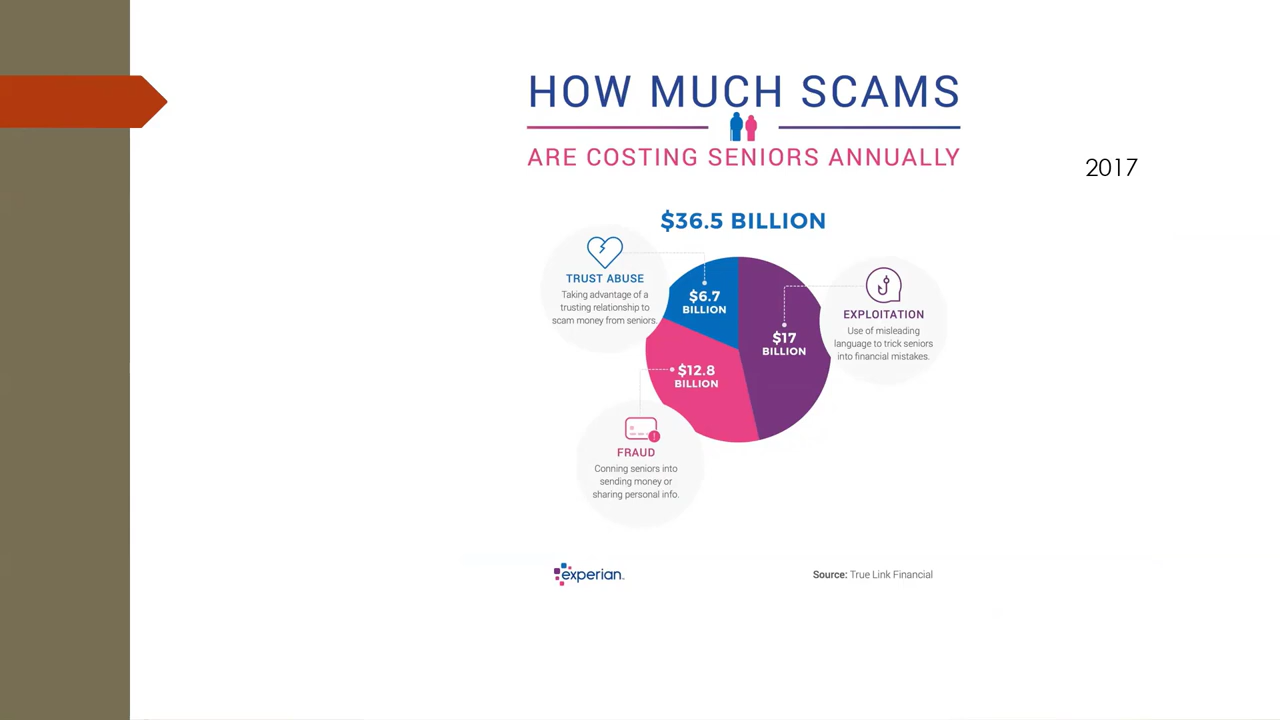 HOW MUCH SCAMS
ARE COSTING SENIORS ANNUALLY
2017
$36.5 BILLION
TRUST ABUSE
Taking advantage of a
trusting relationship to
scam money from seniors.
$6.7
BILLION
$17
BILLION
EXPLOITATION
Use of misleading
language to trick seniors
into financial mistakes.
$12.8
BILLION
FRAUD
Conning seniors into
sending money or
sharing personal info.
experian™
Source: True Link Financial